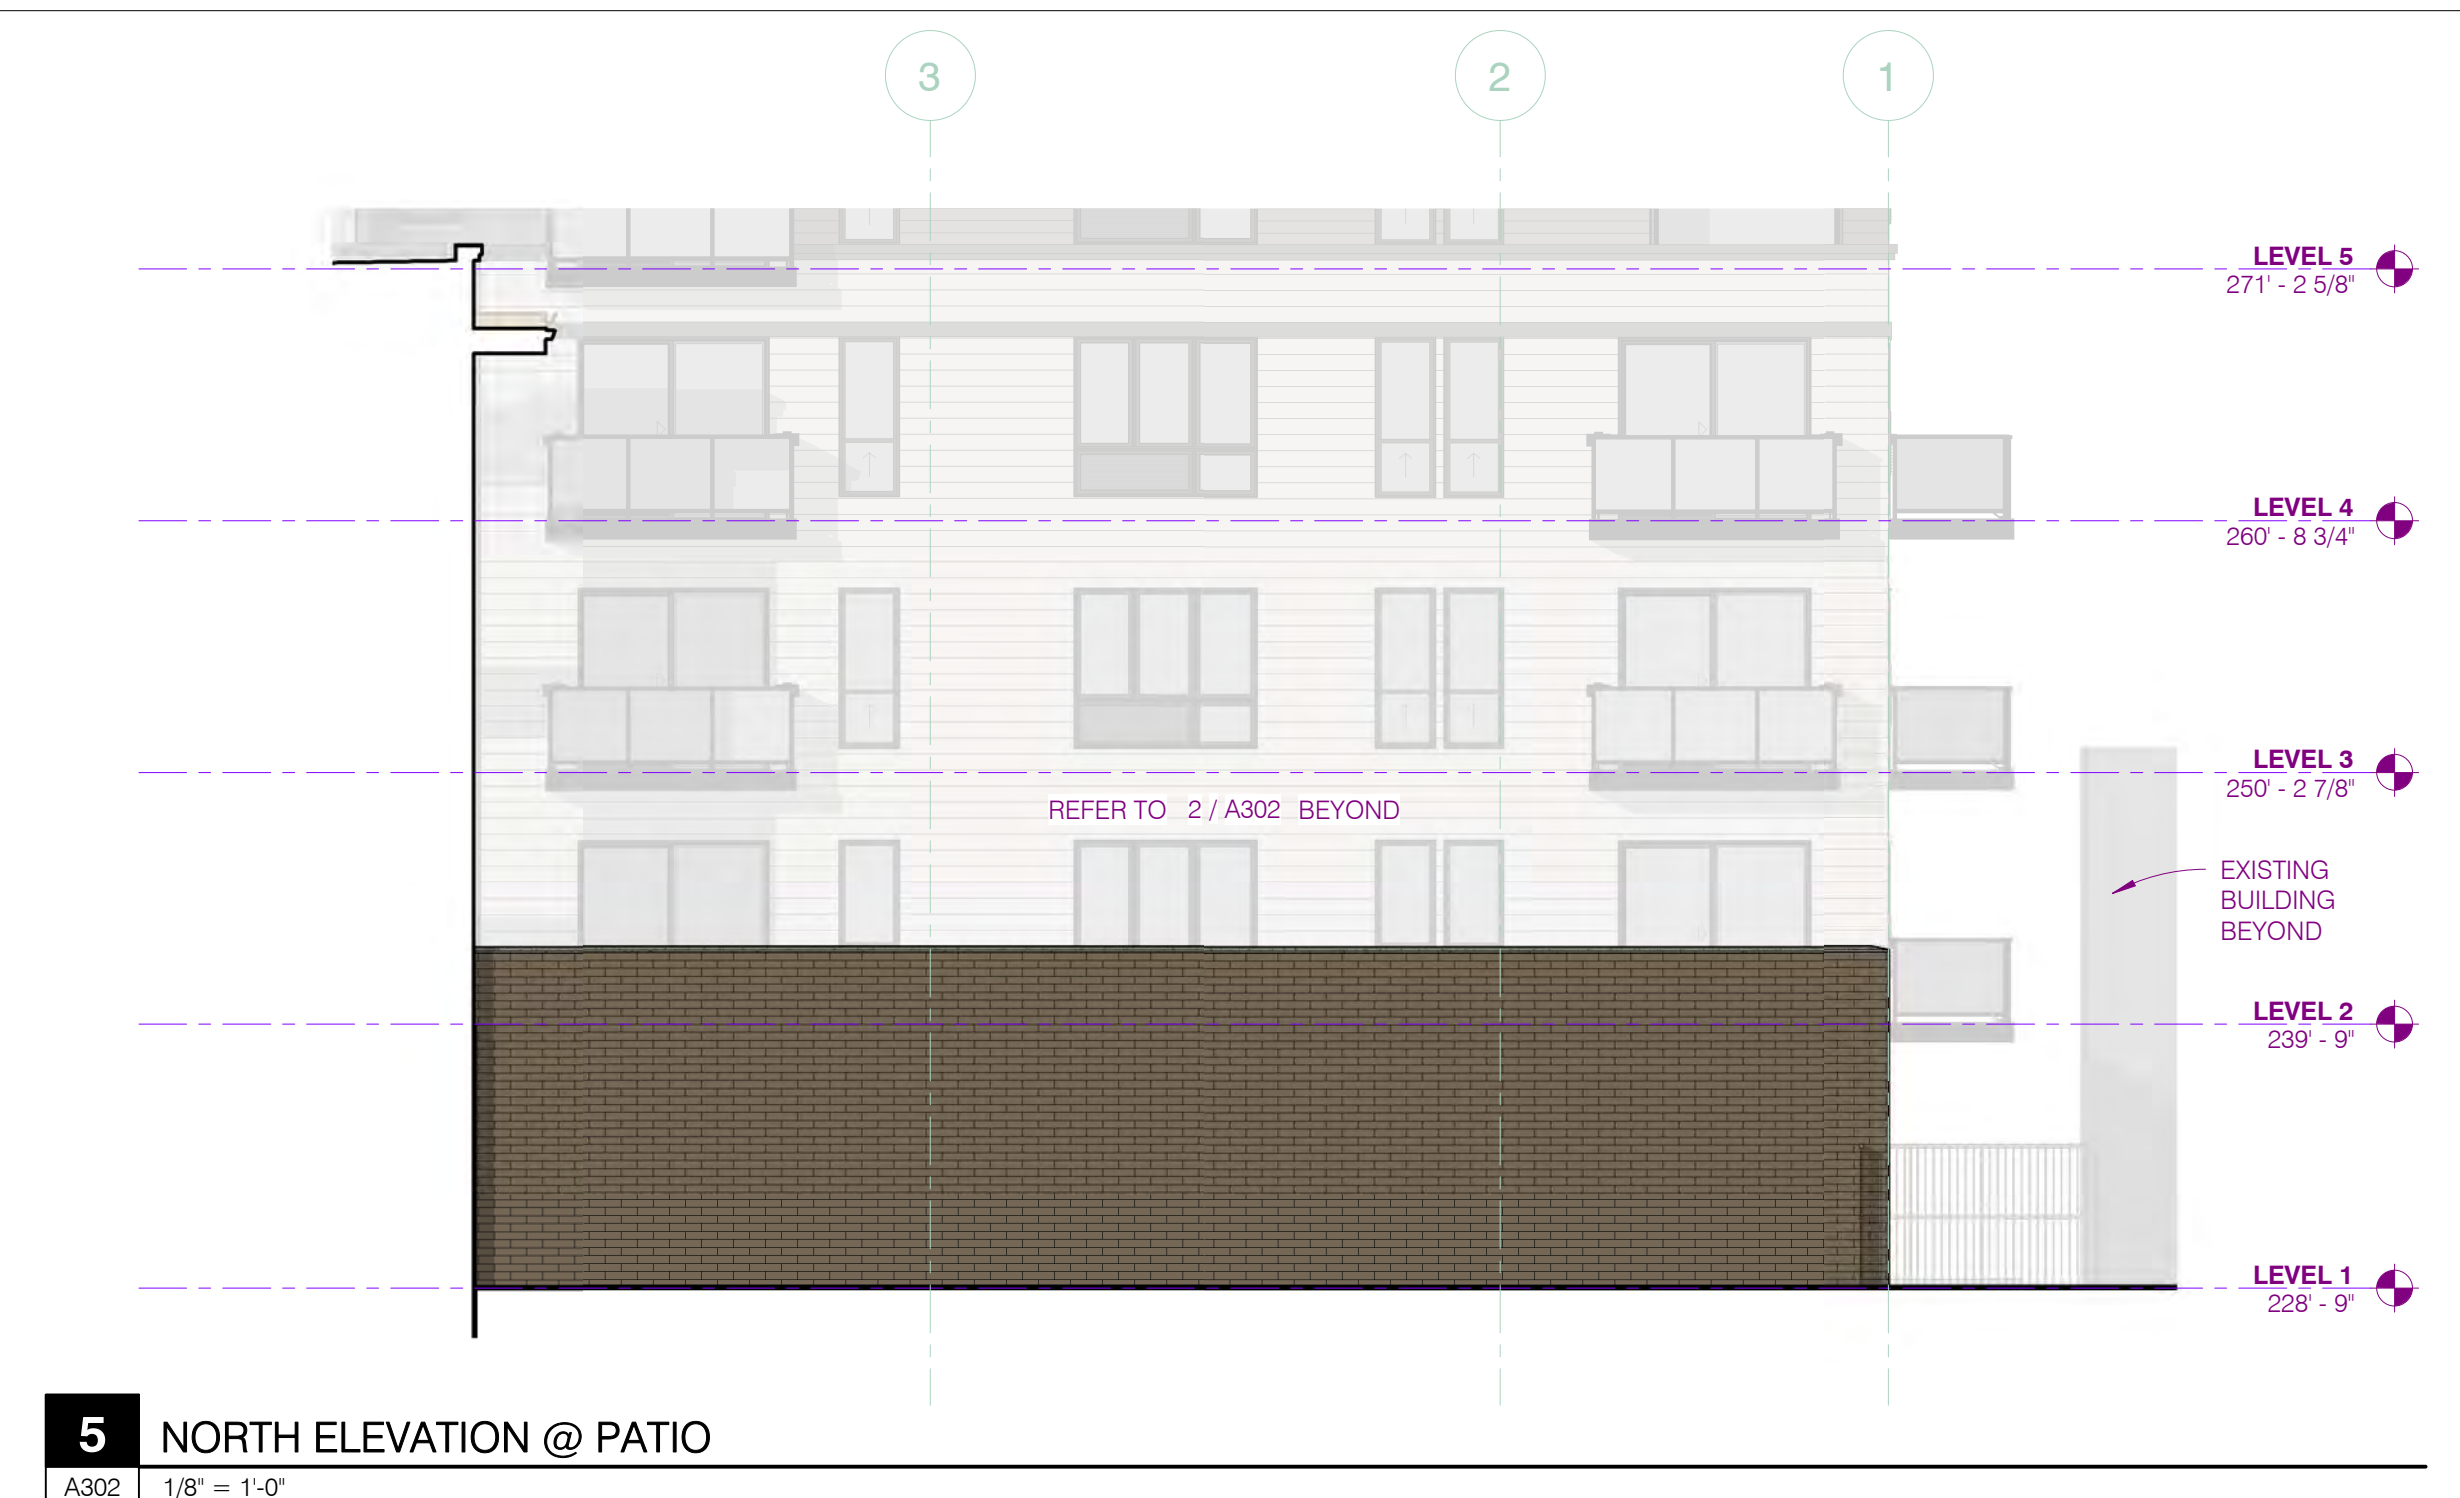 3
2
1
LEVEL 5
271' - 2 5/8"
LEVEL 4
260' - 8 3/4"
LEVEL 3
250' - 2 7/8"
REFER TO 2 / A302 BEYOND
EXISTING
BUILDING
BEYOND
LEVEL 2
239' - 9"
LEVEL 1
228' - 9"
5 NORTH ELEVATION @ PATIO
A302 1/8" = 1'-0"